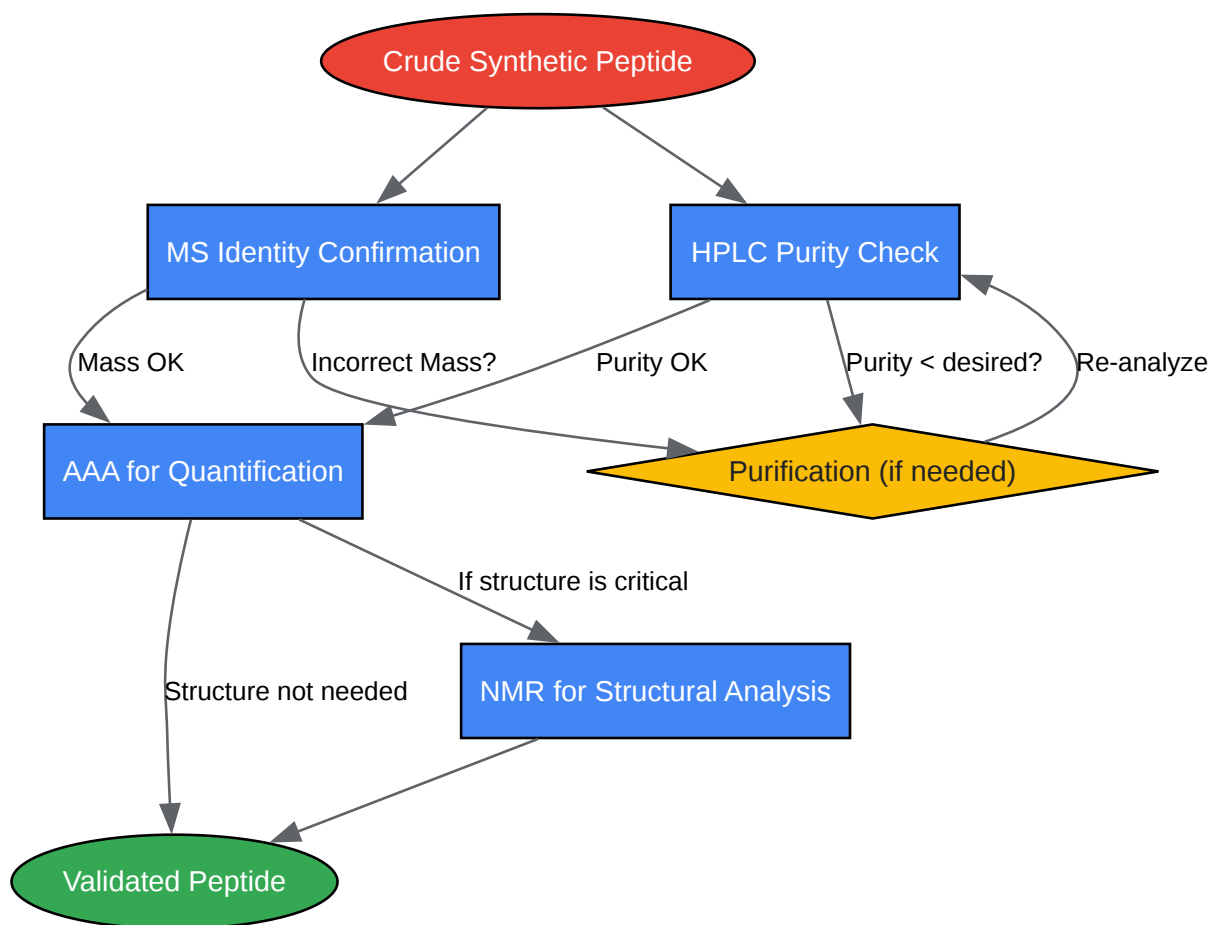 Crude Synthetic Peptide
MS Identity Confirmation
HPLC Purity Check
Mass OK
Incorrect Mass?
Purity OK
Purity < desired?
Re-analyze
AAA for Quantification
Purification (if needed)
If structure is critical
Structure not needed
NMR for Structural Analysis
Validated Peptide